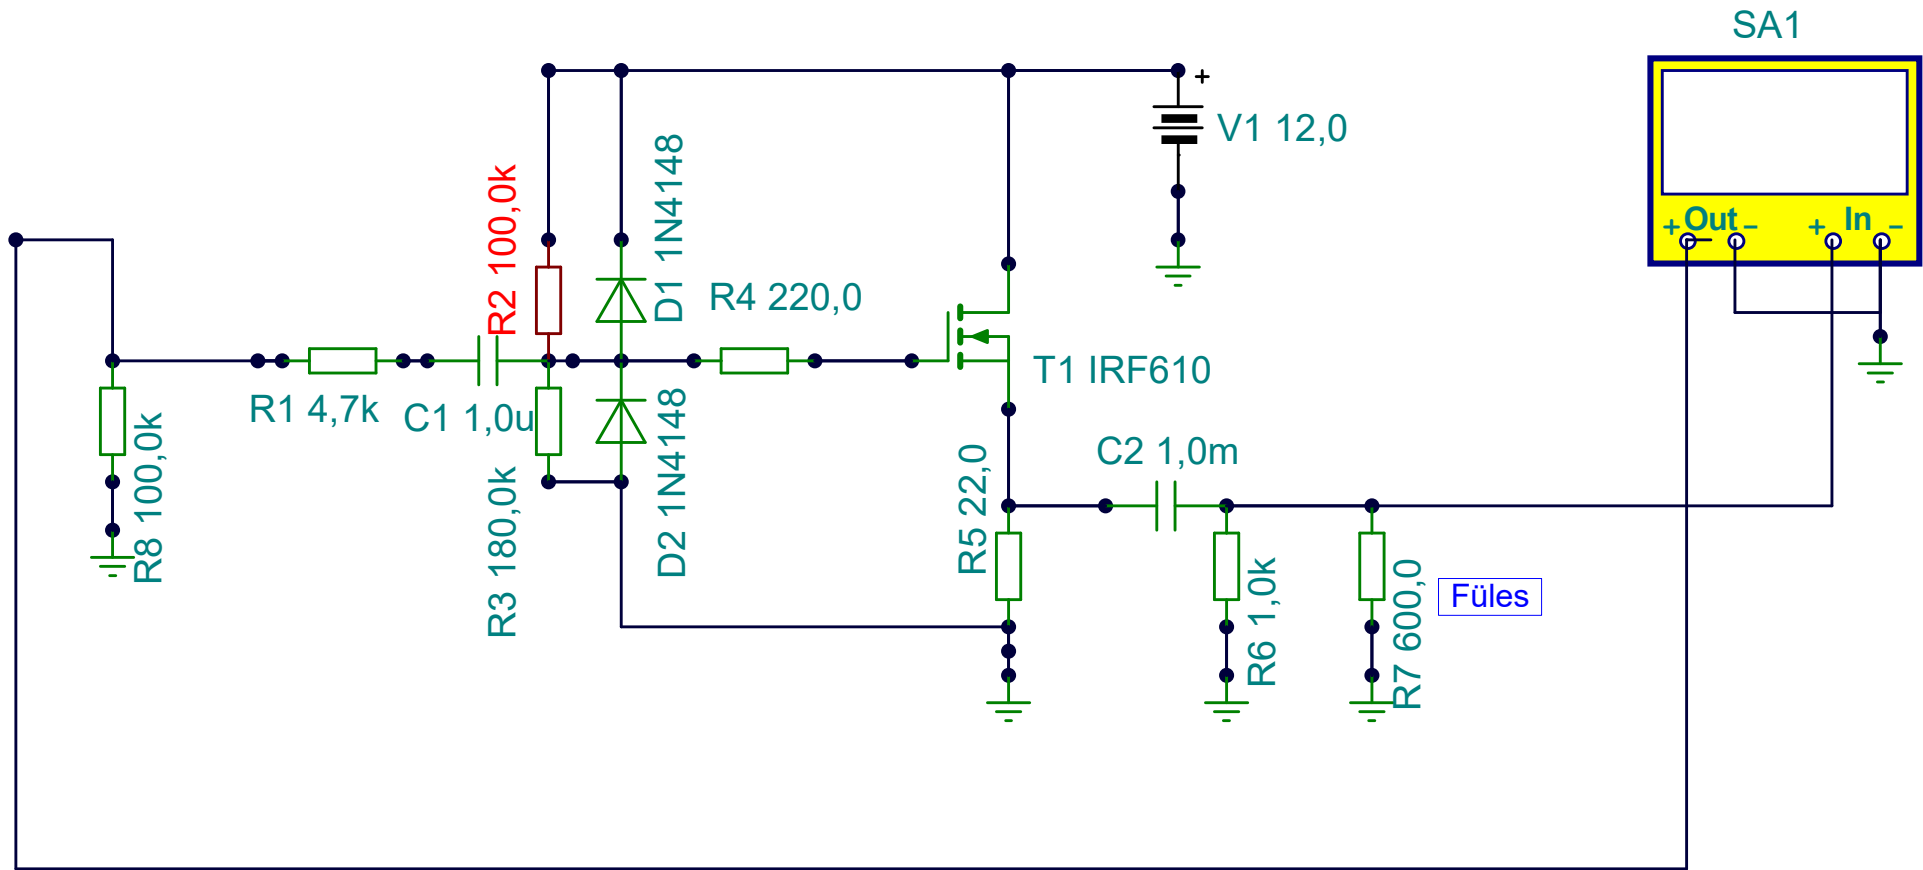 SA1
+
V1 12,0
+ Out − + In −
R2 100,0k
D1 1N4148
R4 220,0
T1 IRF610
R1 4,7k
C1 1,0u
R8 100,0k
R3 180,0k
D2 1N4148
R5 22,0
C2 1,0m
R6 1,0k
R7 600,0
Füles